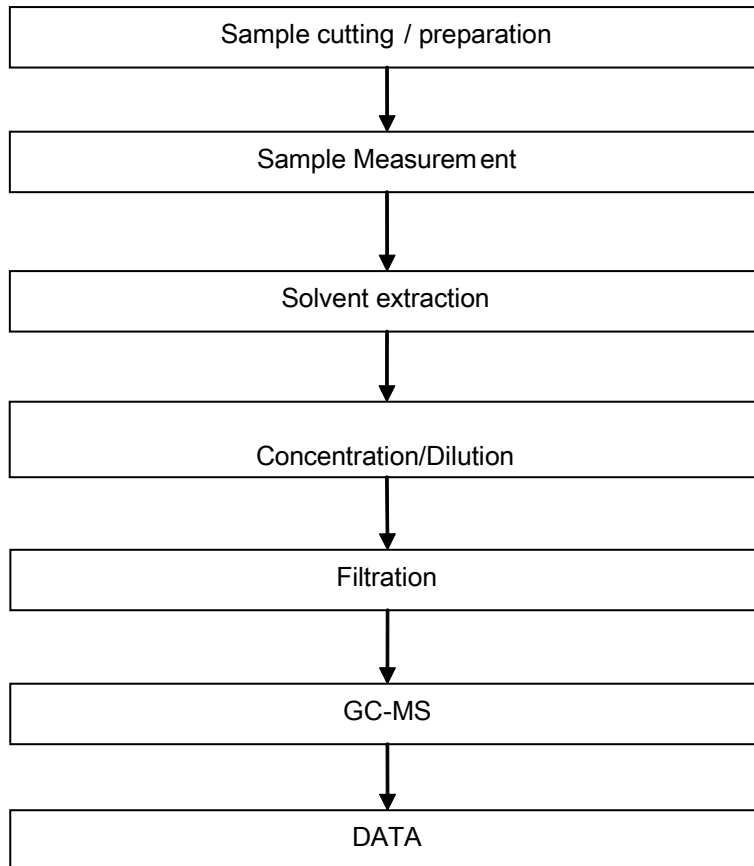 Sample cutting / preparation
Sample Measurement
Solvent extraction
Concentration/Dilution
Filtration
GC-MS
DATA